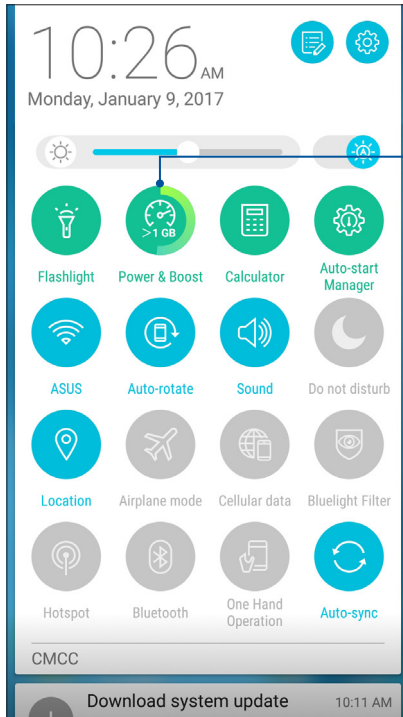 10:26 AM
Monday, January 9, 2017
A
>1 GB
Flashlight
Power & Boost
Calculator
Auto-start
Manager
ASUS
Auto-rotate
Sound
Do not disturb
Location
Airplane mode
Cellular data
Bluelight Filter
Hotspot
Bluetooth
One Hand
Operation
Auto-sync
CMCC
Download system update 10:11 AM